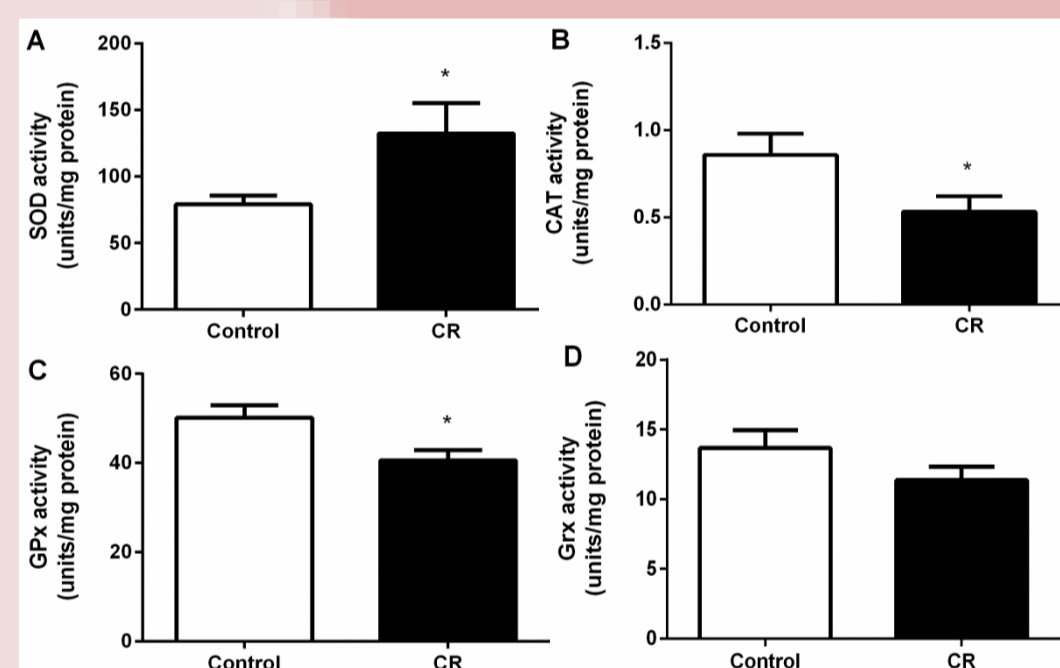 A
SOD activity
(units/mg protein)
200
150
100
50
0
*
Control CR
B
CAT activity
(units/mg protein)
1.5
1.0
0.5
0.0
*
Control CR
C
GPx activity
(units/mg protein)
60
40
20
0
*
Control CR
D
Grx activity
(units/mg protein)
20
15
10
5
0
Control CR